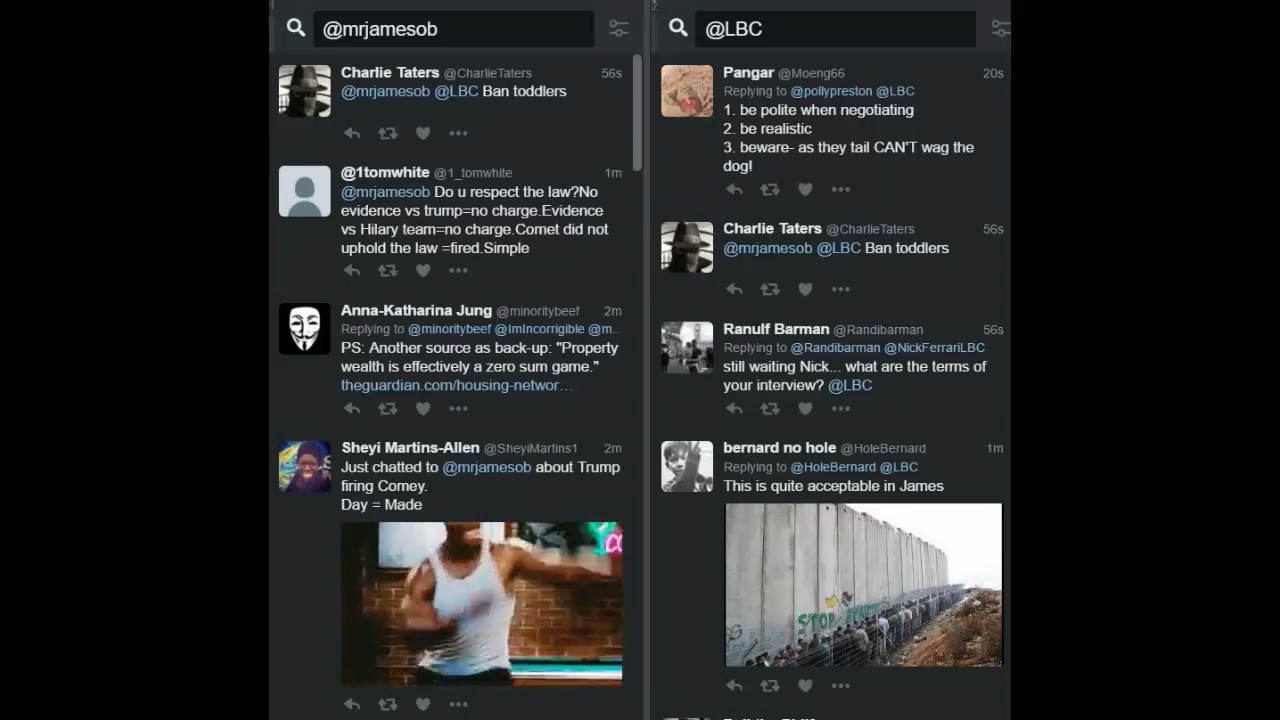 1
@mrjamesob
Charlie Taters @CharlieTaters 56s
@mrjamesob @LBC Ban toddlers
@1tomwhite @1_tomwhite 1m
@mrjamesob Do u respect the law?No
evidence vs trump=no charge.Evidence
vs Hilary team=no charge.Comet did not
uphold the law =fired.Simple
Anna-Katharina Jung @minoritybeef 2m
Replying to @minoritybeef @ImIncorrigible @m..
PS: Another source as back-up: "Property
wealth is effectively a zero sum game."
theguardian.com/housing-networ…
Sheyi Martins-Allen @SheyiMartins1 2m
Just chatted to @mrjamesob about Trump
firing Comey.
Day = Made
2
@LBC
Pangar @Moeng66 20s
Replying to @pollypreston @LBC
1. be polite when negotiating
2. be realistic
3. beware- as they tail CAN'T wag the
dog!
Charlie Taters @CharlieTaters 56s
@mrjamesob @LBC Ban toddlers
Ranulf Barman @Randibarman 56s
Replying to @Randibarman @NickFerrariLBC
still waiting Nick... what are the terms of
your interview? @LBC
bernard no hole @HoleBernard 1m
Replying to @HoleBernard @LBC
This is quite acceptable in James
STOP